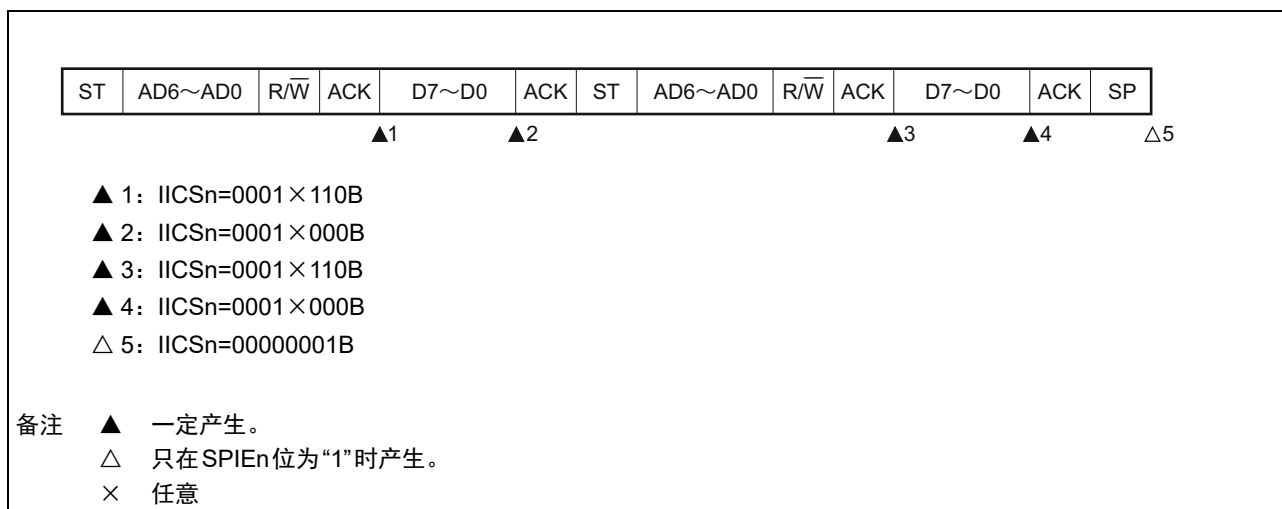 ST AD6～AD0 R/W̅ ACK D7～D0 ACK ST AD6～AD0 R/W̅ ACK D7～D0 ACK SP
▲1 ▲2 ▲3 ▲4 △5
▲ 1：IICSn=0001×110B
▲ 2：IICSn=0001×000B
▲ 3：IICSn=0001×110B
▲ 4：IICSn=0001×000B
△ 5：IICSn=00000001B
备注 ▲ 一定产生。
△ 只在SPIEn位为“1”时产生。
× 任意